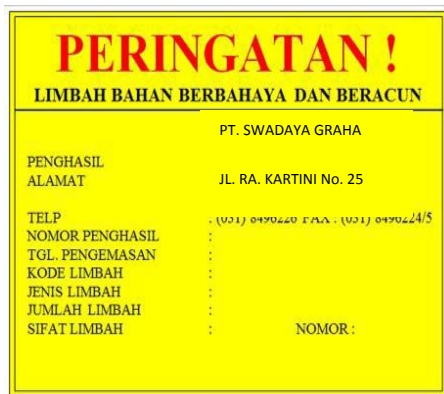 PERINGATAN !
LIMBAH BAHAN BERBAHAYA DAN BERACUN
PT. SWADAYA GRAHA
PENGHASIL
ALAMAT JL. RA. KARTINI No. 25
TELP : (031) 8496226 FAX : (031) 8496224/5
NOMOR PENGHASIL :
TGL. PENGEMASAN :
KODE LIMBAH :
JENIS LIMBAH :
JUMLAH LIMBAH :
SIFAT LIMBAH : NOMOR :